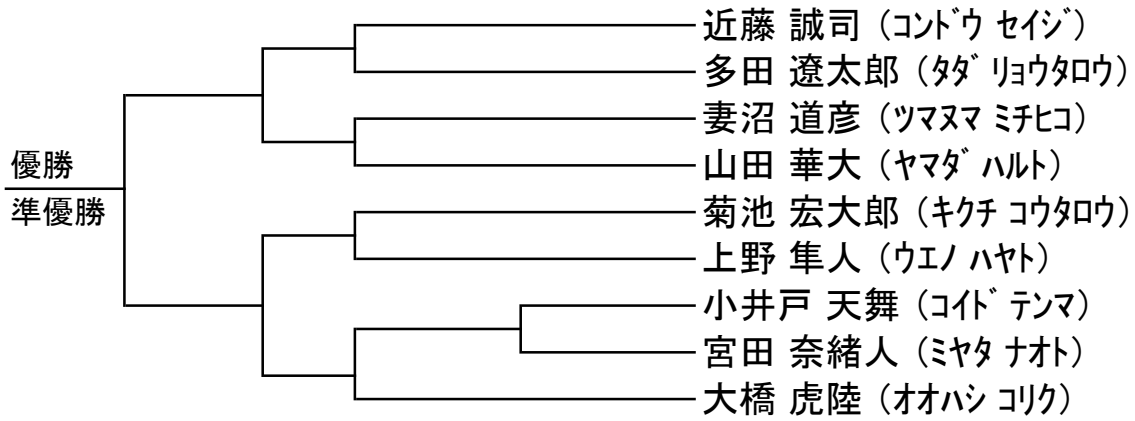 近藤 誠司 (ｺﾝﾄﾞｳ ｾｲｼﾞ)
多田 遼太郎 (ﾀﾀﾞ ﾘｮｳﾀﾛｳ)
妻沼 道彦 (ﾂﾏﾇﾏ ﾐﾁﾋｺ)
山田 華大 (ﾔﾏﾀﾞ ﾊﾙﾄ)
優勝
準優勝
菊池 宏大郎 (ｷｸﾁ ｺｳﾀﾛｳ)
上野 隼人 (ｳｴﾉ ﾊﾔﾄ)
小井戸 天舞 (ｺｲﾄﾞ ﾃﾝﾏ)
宮田 奈緒人 (ﾐﾔﾀ ﾅｵﾄ)
大橋 虎陸 (ｵｵﾊｼ ｺﾘｸ)